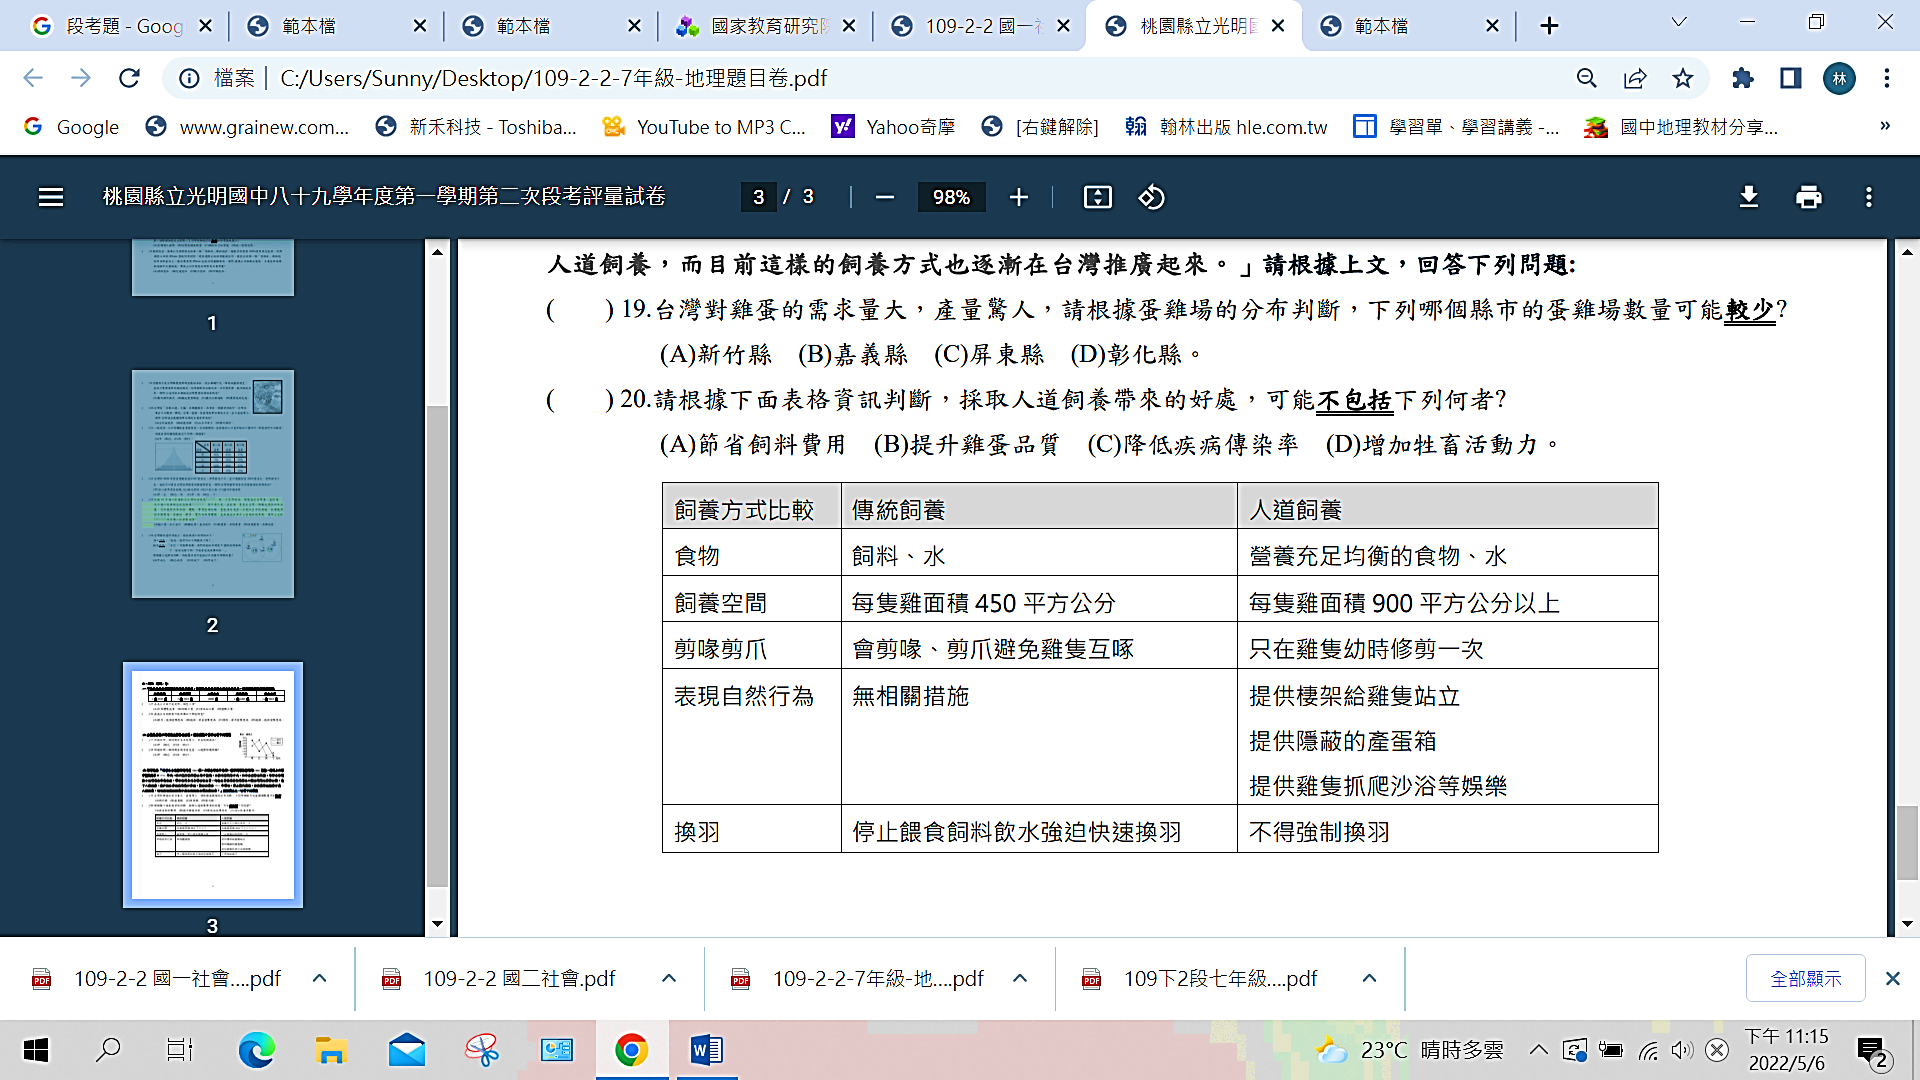 段考題 - Goog
範本檔
範本檔
國家教育研究院
109-2-2 國一社
桃園縣立光明國
範本檔
檔案 | C:/Users/Sunny/Desktop/109-2-2-7年級-地理題目卷.pdf
林
Google
www.grainew.com...
新禾科技 - Toshiba...
YouTube to MP3 C...
Yahoo奇摩
[右鍵解除]
翰林出版 hle.com.tw
學習單、學習講義 -...
國中地理教材分享...
»
桃園縣立光明國中八十九學年度第一學期第二次段考評量試卷
3 / 3
98%
1
2
3
人道飼養，而目前這樣的飼養方式也逐漸在台灣推廣起來。」請根據上文，回答下列問題:
( ) 19.台灣對雞蛋的需求量大，產量驚人，請根據蛋雞場的分布判斷，下列哪個縣市的蛋雞場數量可能較少?
(A)新竹縣 (B)嘉義縣 (C)屏東縣 (D)彰化縣。
( ) 20.請根據下面表格資訊判斷，採取人道飼養帶來的好處，可能不包括下列何者?
(A)節省飼料費用 (B)提升雞蛋品質 (C)降低疾病傳染率 (D)增加牲畜活動力。
飼養方式比較 傳統飼養 人道飼養
食物 飼料、水 營養充足均衡的食物、水
飼養空間 每隻雞面積 450 平方公分 每隻雞面積 900 平方公分以上
剪喙剪爪 會剪喙、剪爪避免雞隻互啄 只在雞隻幼時修剪一次
表現自然行為 無相關措施 提供棲架給雞隻站立
提供隱蔽的產蛋箱
提供雞隻抓爬沙浴等娛樂
換羽 停止餵食飼料飲水強迫快速換羽 不得強制換羽
109-2-2 國一社會....pdf
109-2-2 國二社會.pdf
109-2-2-7年級-地....pdf
109下2段七年級....pdf
全部顯示
23°C 晴時多雲
下午 11:15
2022/5/6
2